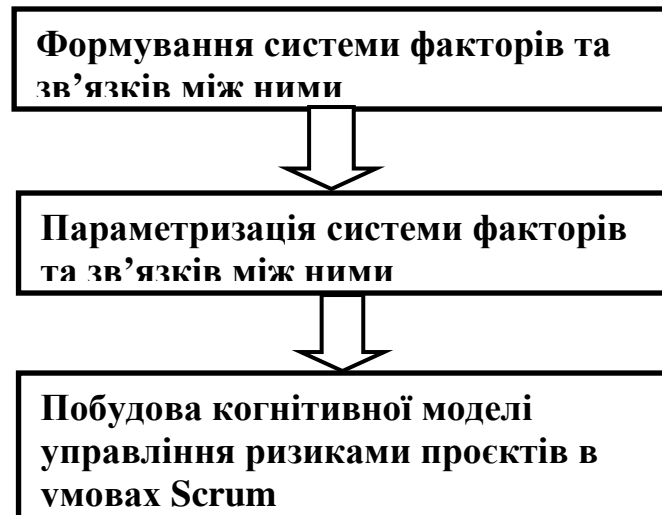 Формування системи факторів та
зв’язків між ними
Параметризація системи факторів
та зв’язків між ними
Побудова когнітивної моделі
управління ризиками проєктів в
умовах Scrum